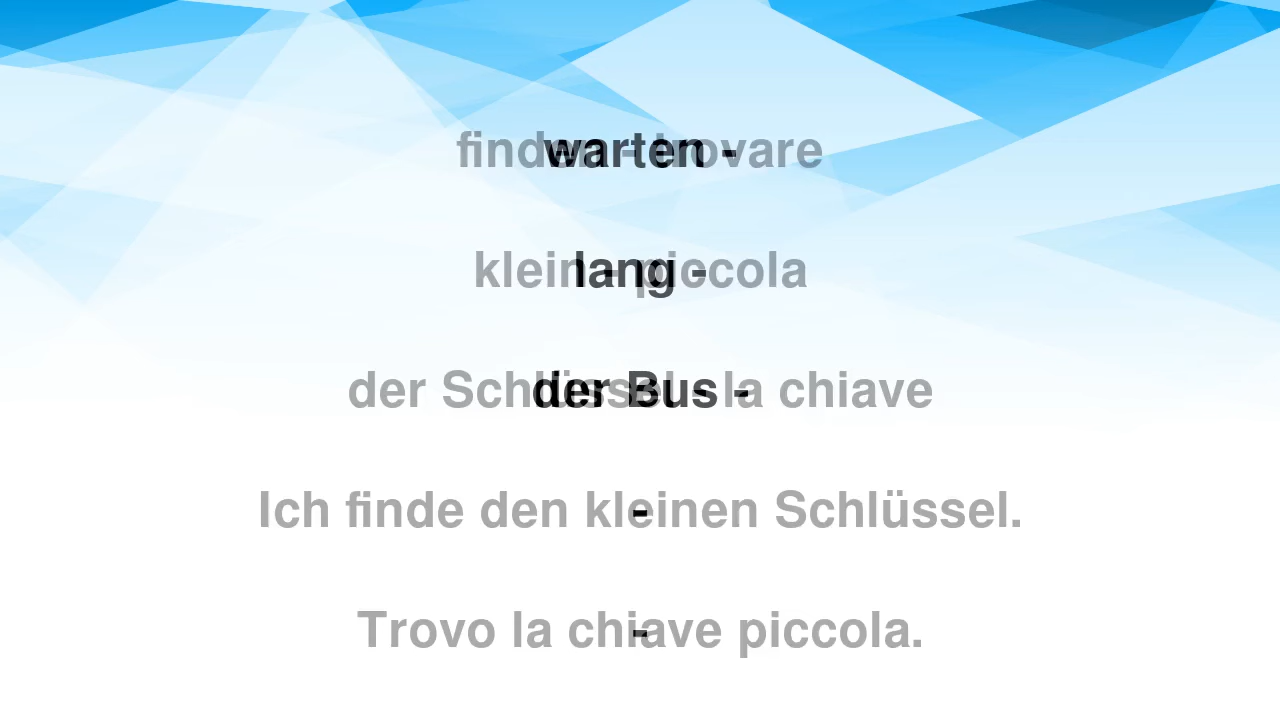 finden - trovare
warten -
klein - piccola
lang -
der Schlüssel - la chiave
der Bus -
Ich finde den kleinen Schlüssel.
-
Trovo la chiave piccola.
-